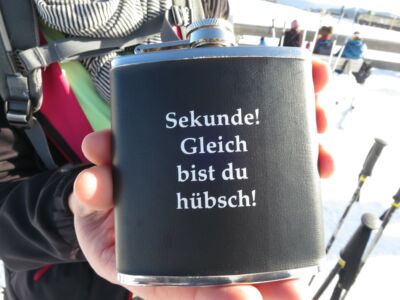 Sekunde!
Gleich
bist du
hübsch!